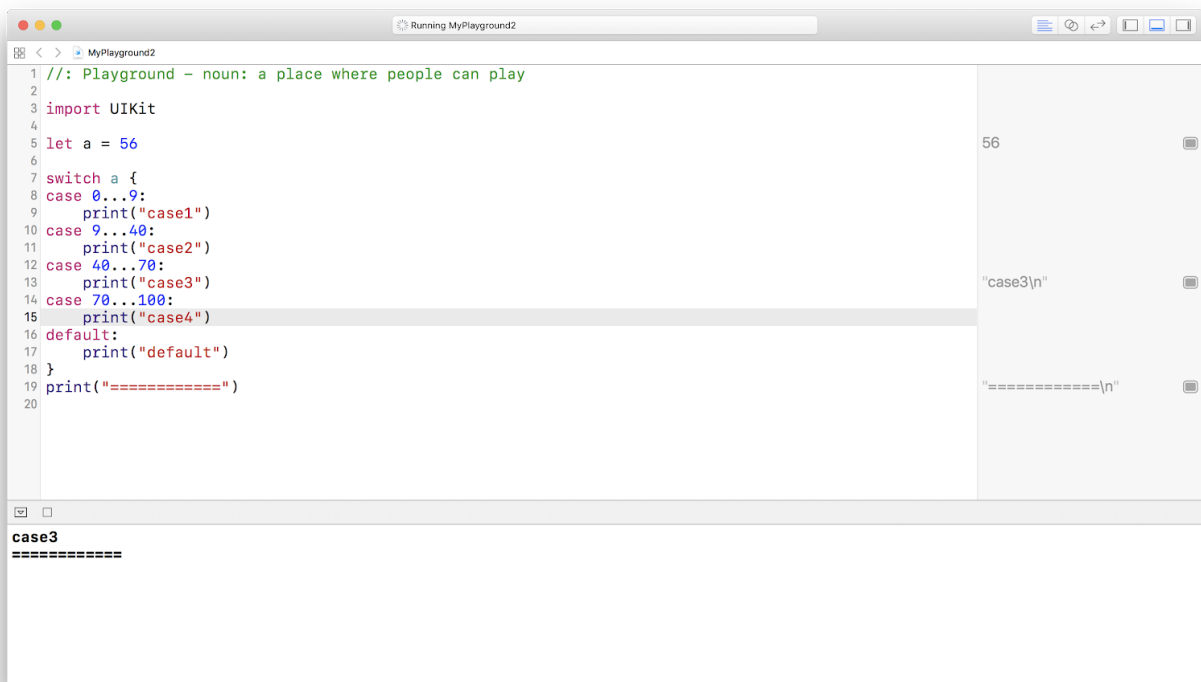 Running MyPlayground2
MyPlayground2
1 //: Playground – noun: a place where people can play
2
3 import UIKit
4
5 let a = 56
56
6
7 switch a {
8 case 0...9:
9     print("case1")
10 case 9...40:
11     print("case2")
12 case 40...70:
13     print("case3")
"case3\n"
14 case 70...100:
15     print("case4")
16 default:
17     print("default")
18 }
19 print("============")
"============\n"
20
case3
============